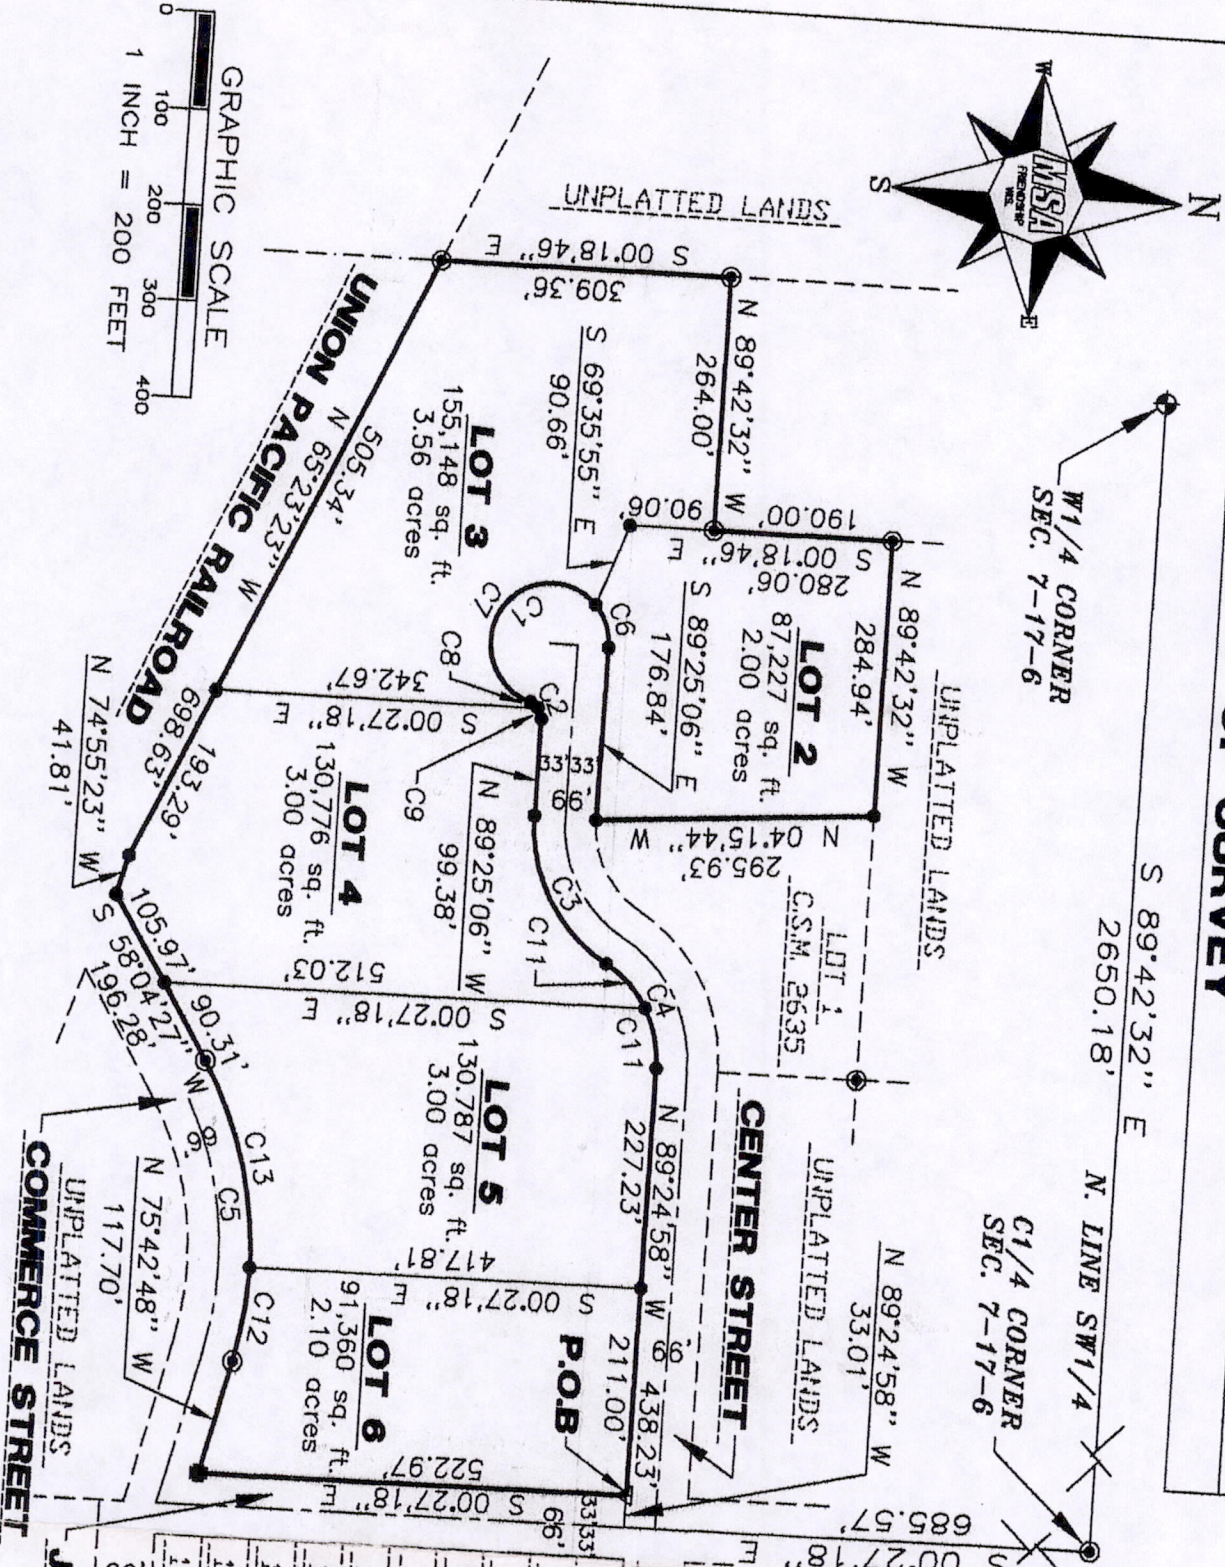 SURVEY
N
S
E
W
MSA
FRIENDSHIP
WIS.
W1/4 CORNER
SEC. 7-17-6
S 89°42'32" E
2650.18'
N. LINE SW1/4
C1/4 CORNER
SEC. 7-17-6
UNPLATTED LANDS
S 00°18'46" E
309.36'
N 89°42'32" W
264.00'
190.00'
90.06'
S 00°18'46" E
280.06'
N 89°42'32" W
284.94'
UNPLATTED LANDS
LOT 2
87,227 sq. ft.
2.00 acres
S 89°25'06" E
176.84'
N 04°15'44" W
295.93'
LOT 1
C.S.M. 2635
S 69°35'55" E
90.66'
LOT 3
155,148 sq. ft.
3.56 acres
C6
C1
C7
C8
C2
C9
33'
33'
66'
505.34'
N 65°23'23" W
698.63'
193.29'
UNION PACIFIC RAILROAD
342.67'
S 00°27'18" E
N 89°25'06" W
99.38'
LOT 4
130,776 sq. ft.
3.00 acres
C3
C11
C4
C11
512.03'
S 00°27'18" E
N 74°55'23" W
41.81'
105.97'
90.31'
S 58°04'27" W
196.28'
LOT 5
130,787 sq. ft.
3.00 acres
N 89°24'58" W 438.23'
227.23'
211.00'
66'
CENTER STREET
UNPLATTED LANDS
N 89°24'58" W
33.01'
P.O.B
417.81'
S 00°27'18" E
LOT 6
91,360 sq. ft.
2.10 acres
C13
C5
C12
66'
N 75°42'48" W
117.70'
UNPLATTED LANDS
COMMERCE STREET
522.97'
S 00°27'18" E
66'
33'
33'
685.57'
S 00°27'18" E
GRAPHIC SCALE
0 100 200 300 400
1 INCH = 200 FEET